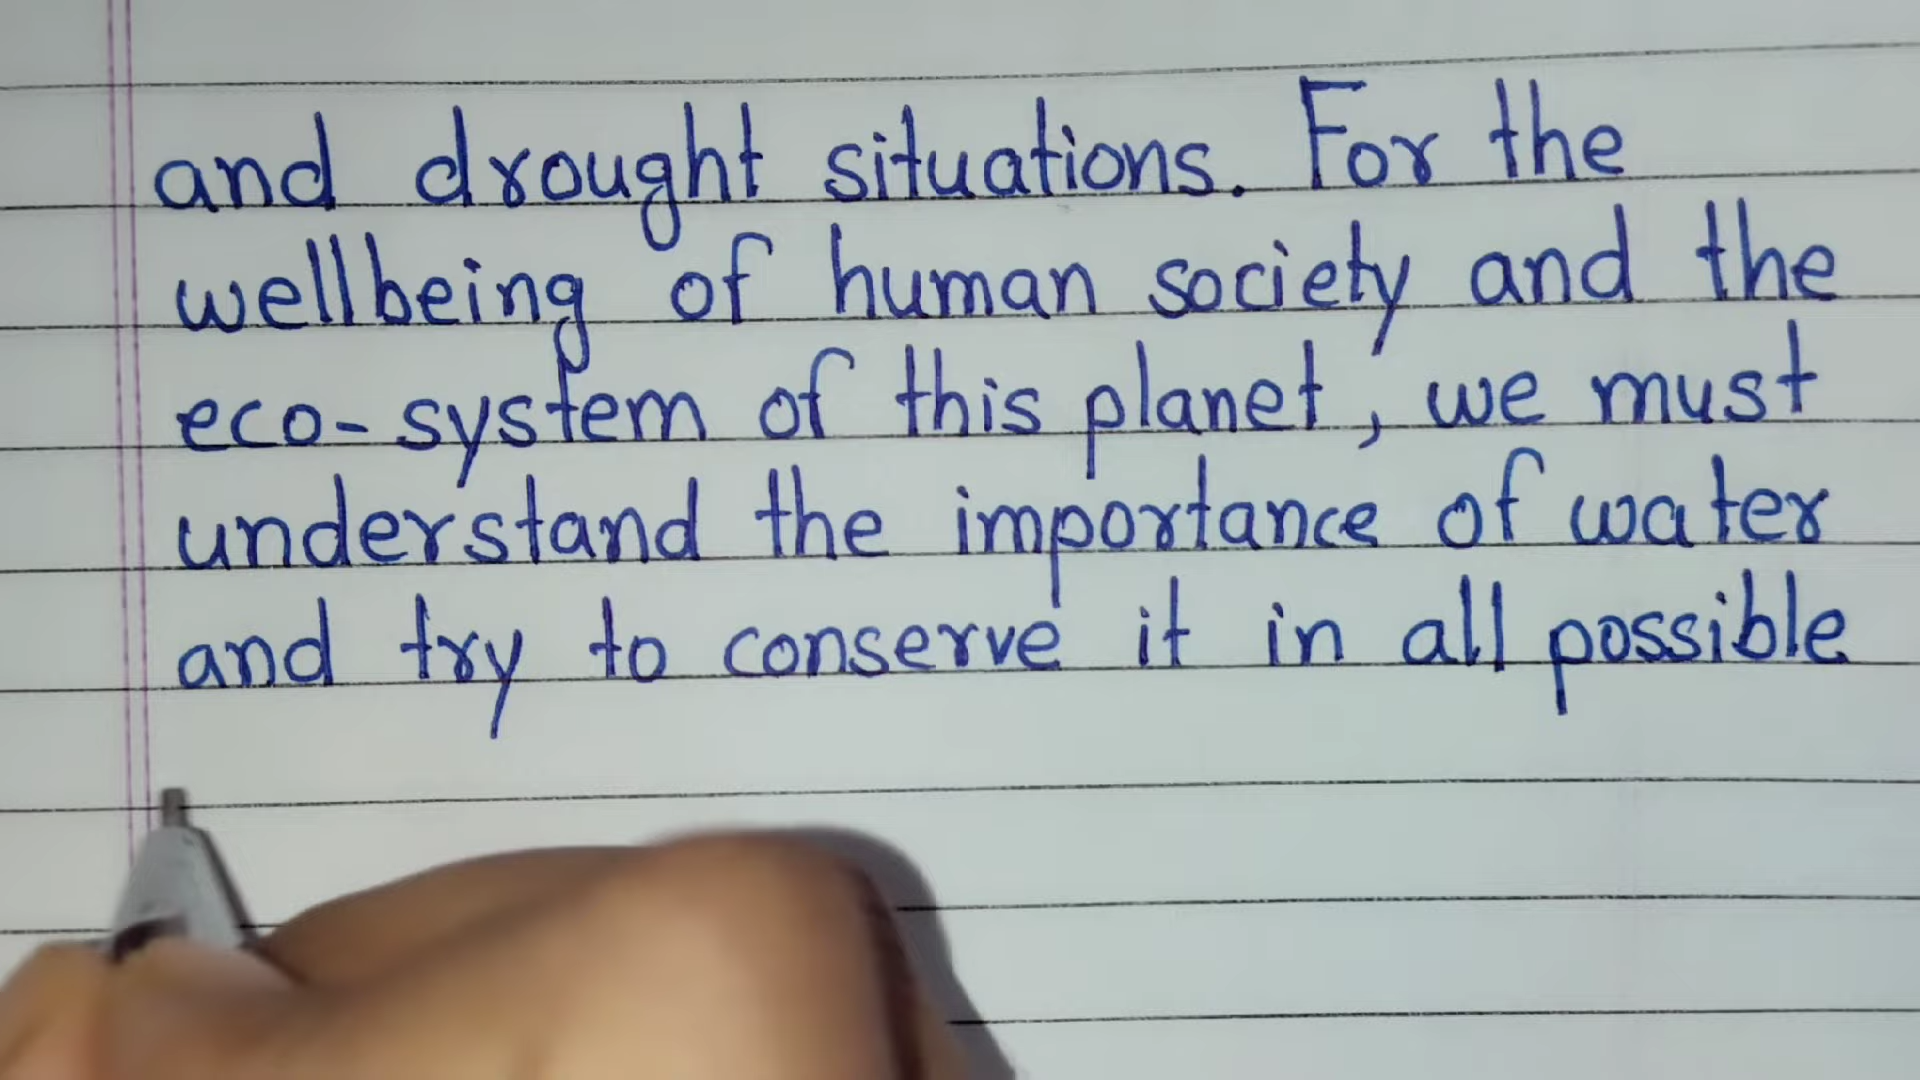 and drought situations. For the
wellbeing of human society and the
eco-system of this planet, we must
understand the importance of water
and try to conserve it in all possible